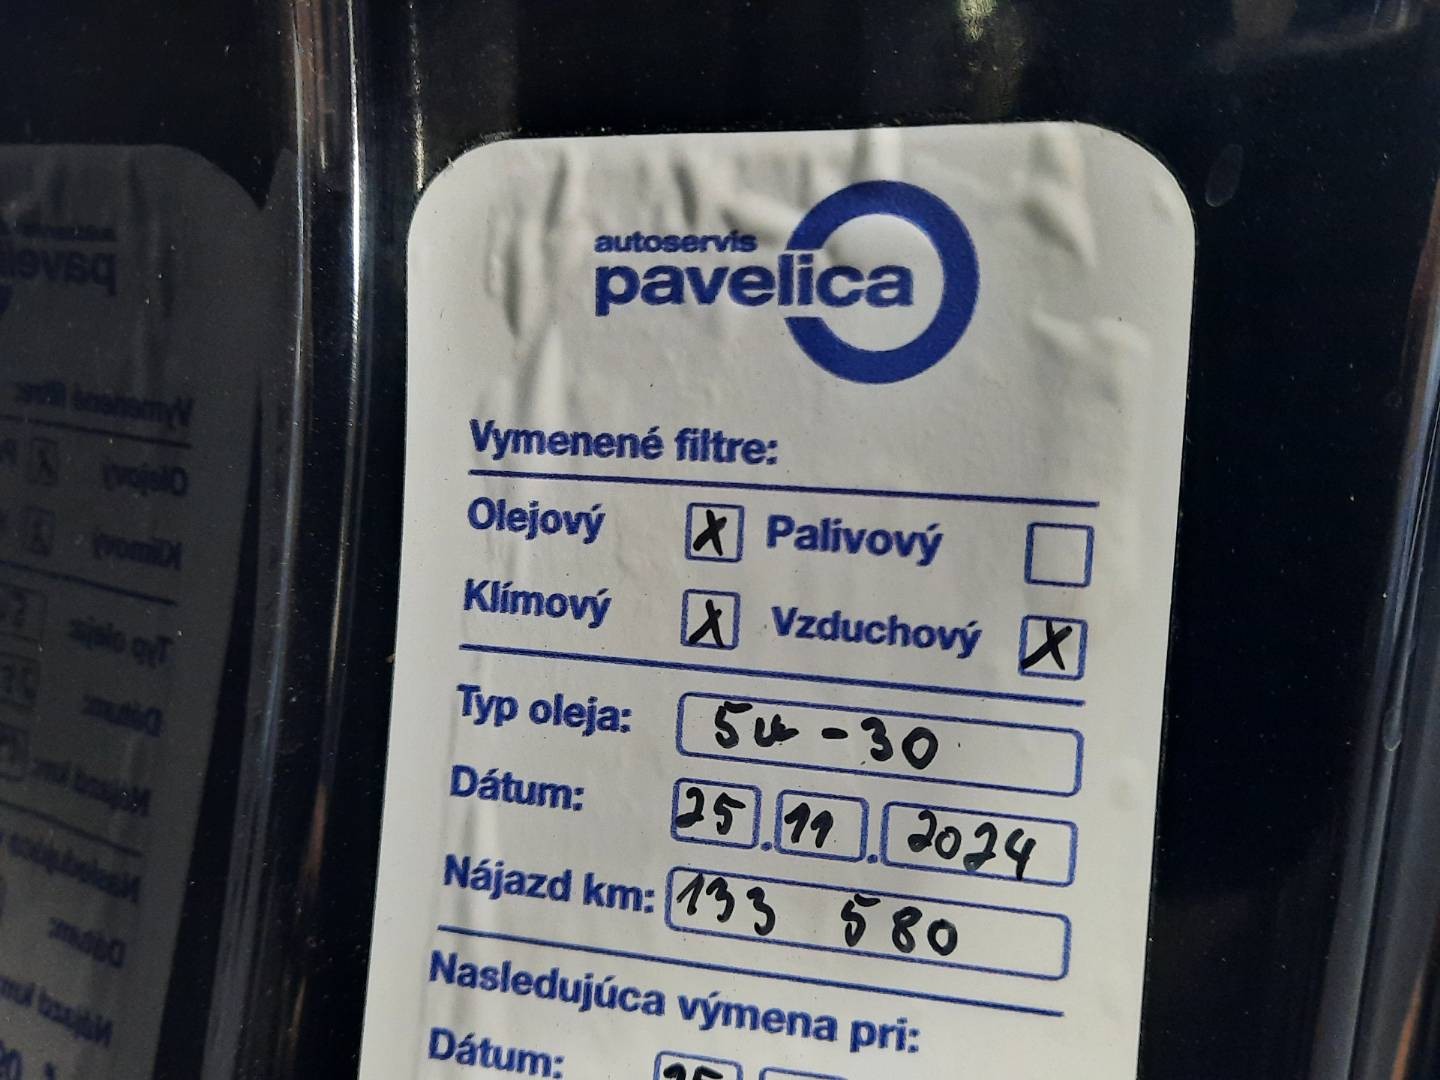 autoservis
pavelica
Vymenené filtre:
Olejový X Palivový
Klímový X Vzduchový X
Typ oleja: 5w-30
Dátum: 25.11.2024
Nájazd km: 133 580
Nasledujúca výmena pri:
Dátum: 25